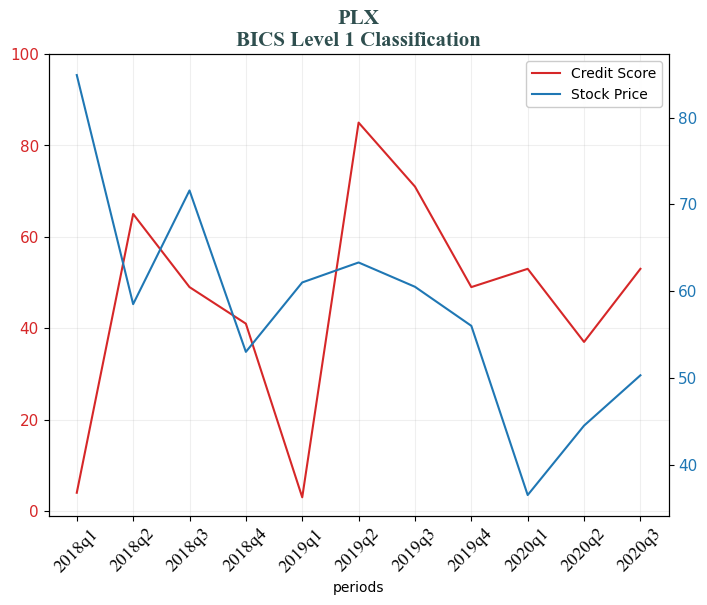 PLX
BICS Level 1 Classification
Credit Score
Stock Price
100
80
60
40
20
0
80
70
60
50
40
2018q1
2018q2
2018q3
2018q4
2019q1
2019q2
2019q3
2019q4
2020q1
2020q2
2020q3
periods